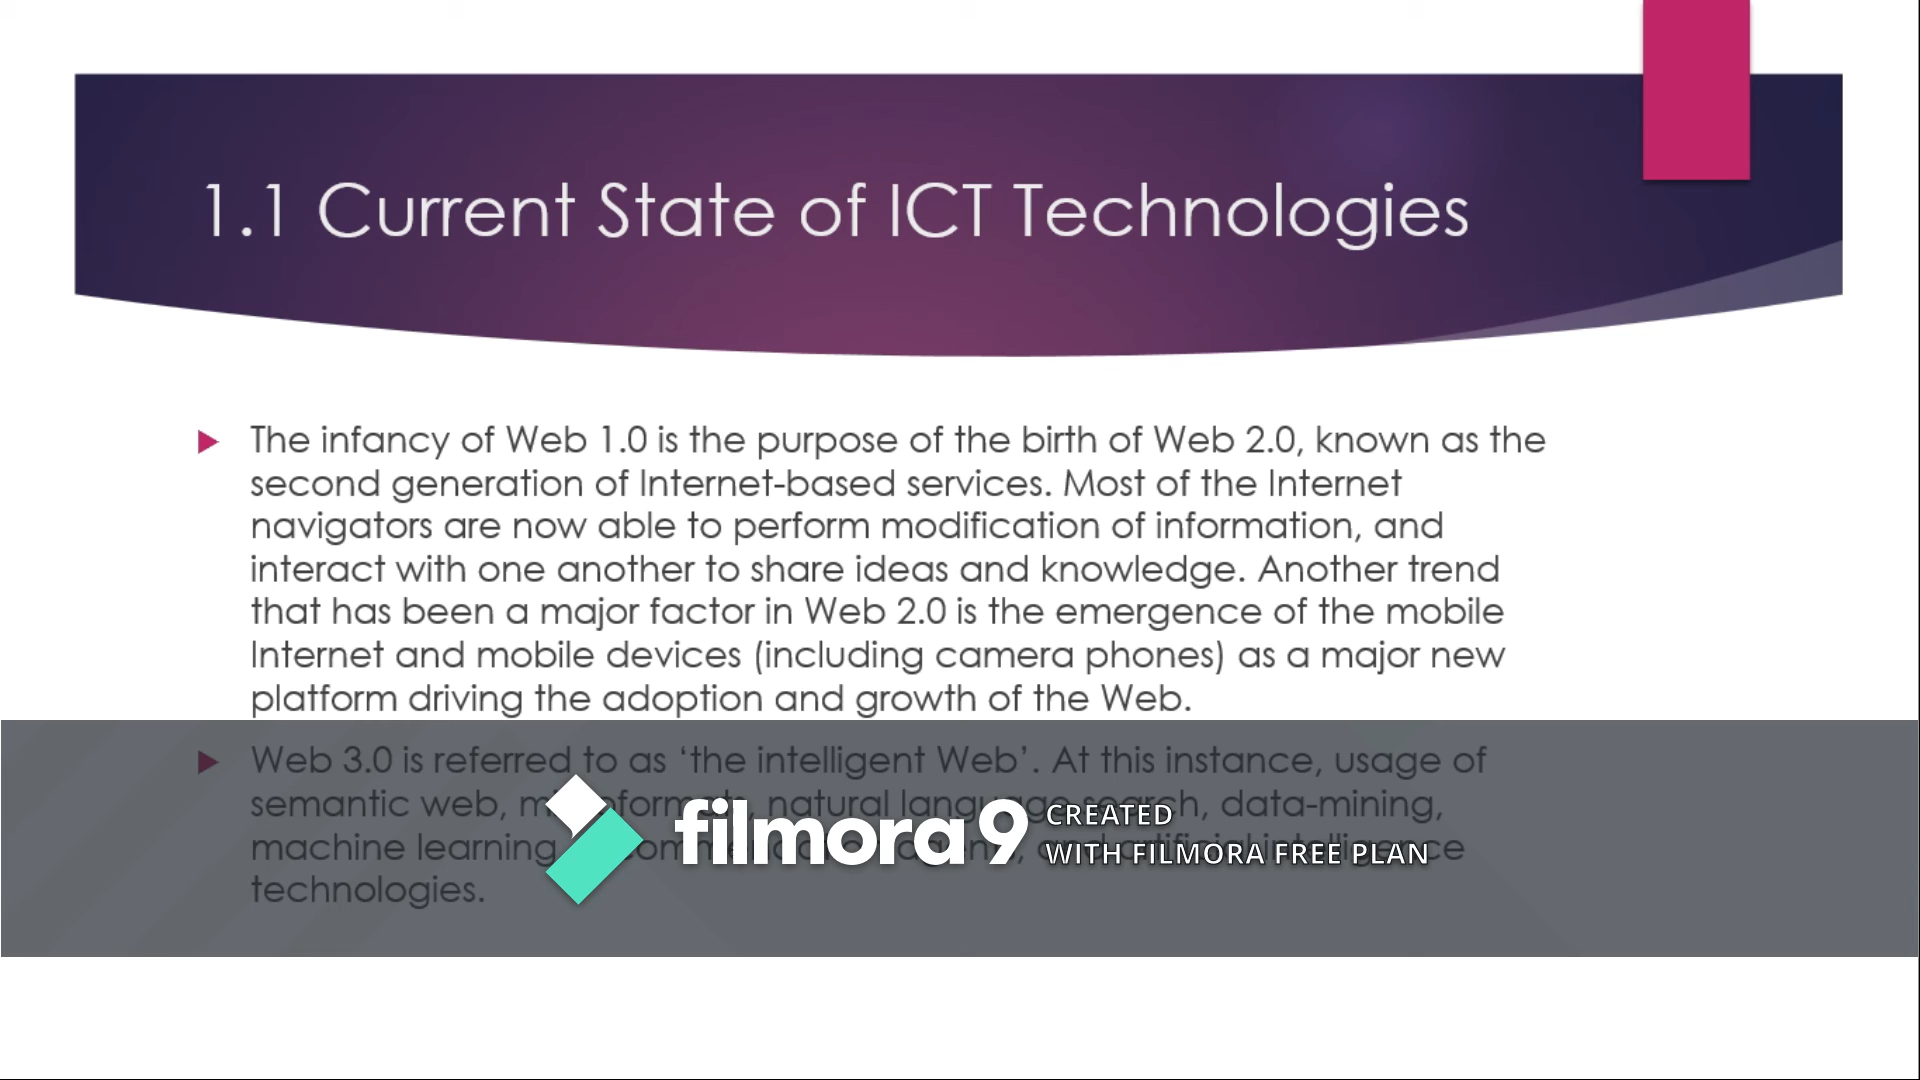 1.1 Current State of ICT Technologies
The infancy of Web 1.0 is the purpose of the birth of Web 2.0, known as the
second generation of Internet-based services. Most of the Internet
navigators are now able to perform modification of information, and
interact with one another to share ideas and knowledge. Another trend
that has been a major factor in Web 2.0 is the emergence of the mobile
Internet and mobile devices (including camera phones) as a major new
platform driving the adoption and growth of the Web.
Web 3.0 is referred to as ‘the intelligent Web’. At this instance, usage of
semantic web, natural language search, data-mining,
machine learning, artificial intelligence
technologies.
filmora9 CREATED
WITH FILMORA FREE PLAN